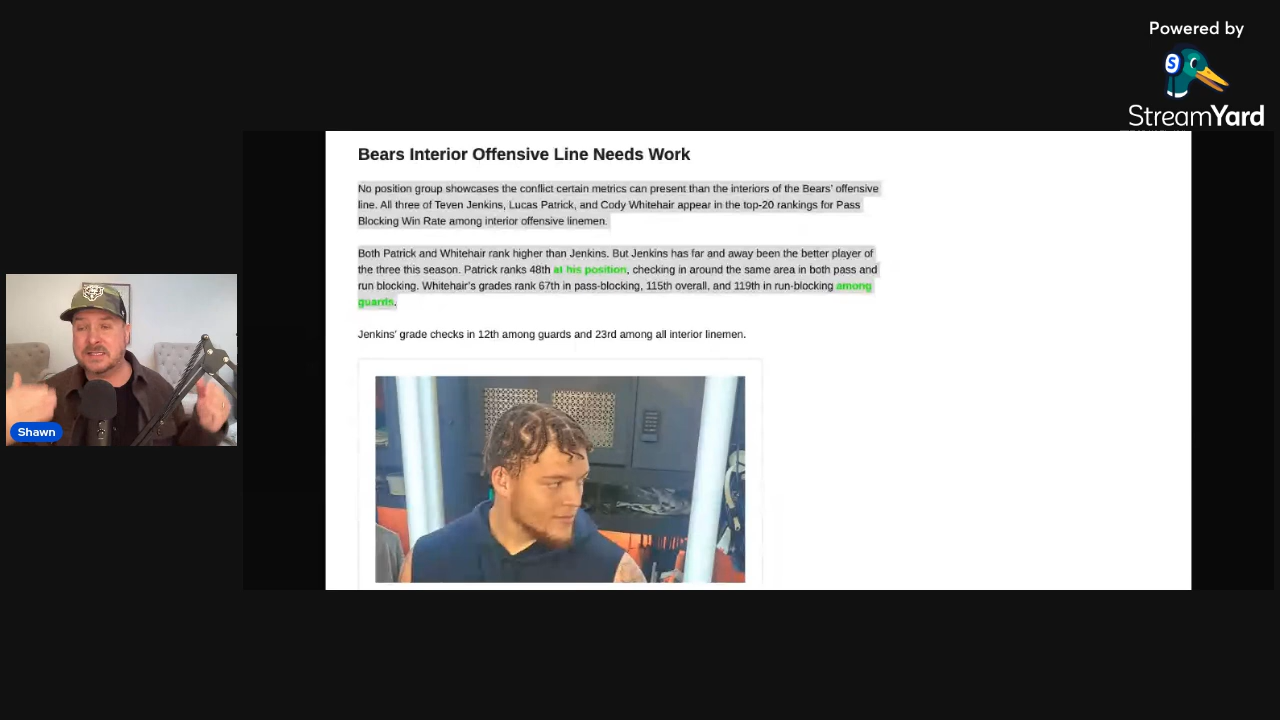 Powered by
S
StreamYard
Bears Interior Offensive Line Needs Work
No position group showcases the conflict certain metrics can present than the interiors of the Bears' offensive
line. All three of Teven Jenkins, Lucas Patrick, and Cody Whitehair appear in the top-20 rankings for Pass
Blocking Win Rate among interior offensive linemen.
Both Patrick and Whitehair rank higher than Jenkins. But Jenkins has far and away been the better player of
the three this season. Patrick ranks 48th at his position, checking in around the same area in both pass and
run blocking. Whitehair's grades rank 67th in pass-blocking, 115th overall, and 119th in run-blocking among
guards.
Jenkins' grade checks in 12th among guards and 23rd among all interior linemen.
Shawn